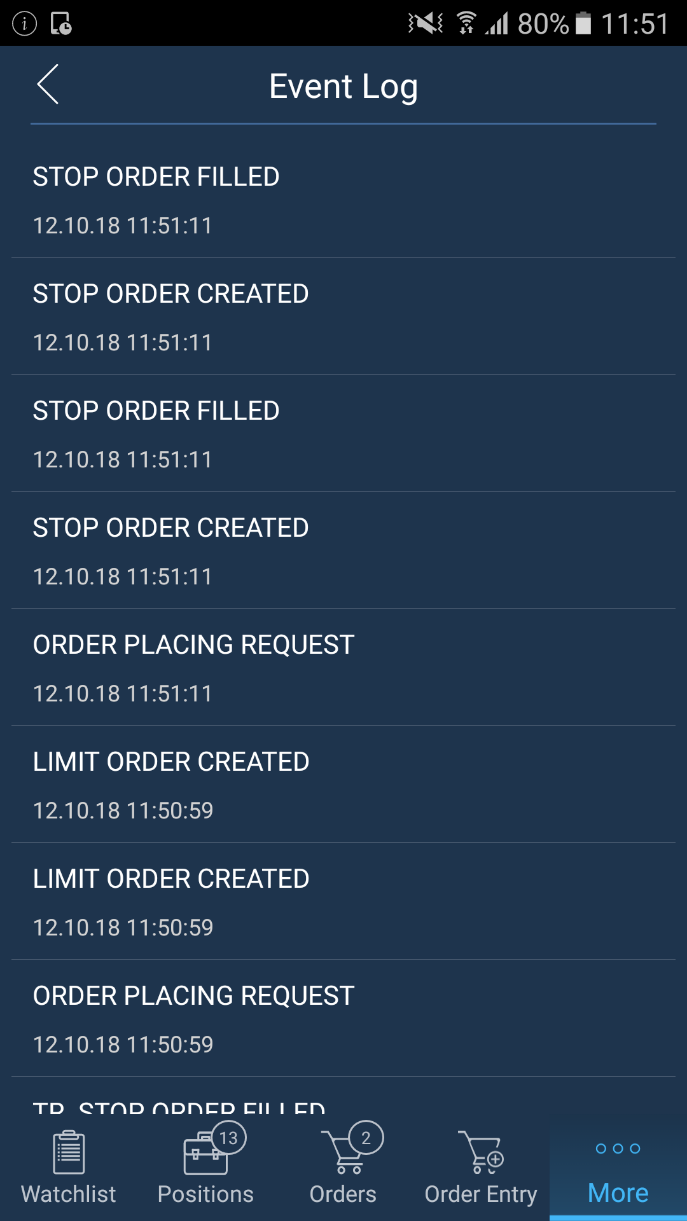 11:51
80%
Event Log
STOP ORDER FILLED
12.10.18 11:51:11
STOP ORDER CREATED
12.10.18 11:51:11
STOP ORDER FILLED
12.10.18 11:51:11
STOP ORDER CREATED
12.10.18 11:51:11
ORDER PLACING REQUEST
12.10.18 11:51:11
LIMIT ORDER CREATED
12.10.18 11:50:59
LIMIT ORDER CREATED
12.10.18 11:50:59
ORDER PLACING REQUEST
12.10.18 11:50:59
TR. STOP ORDER FILLED
13
2
Watchlist
Positions
Orders
Order Entry
More